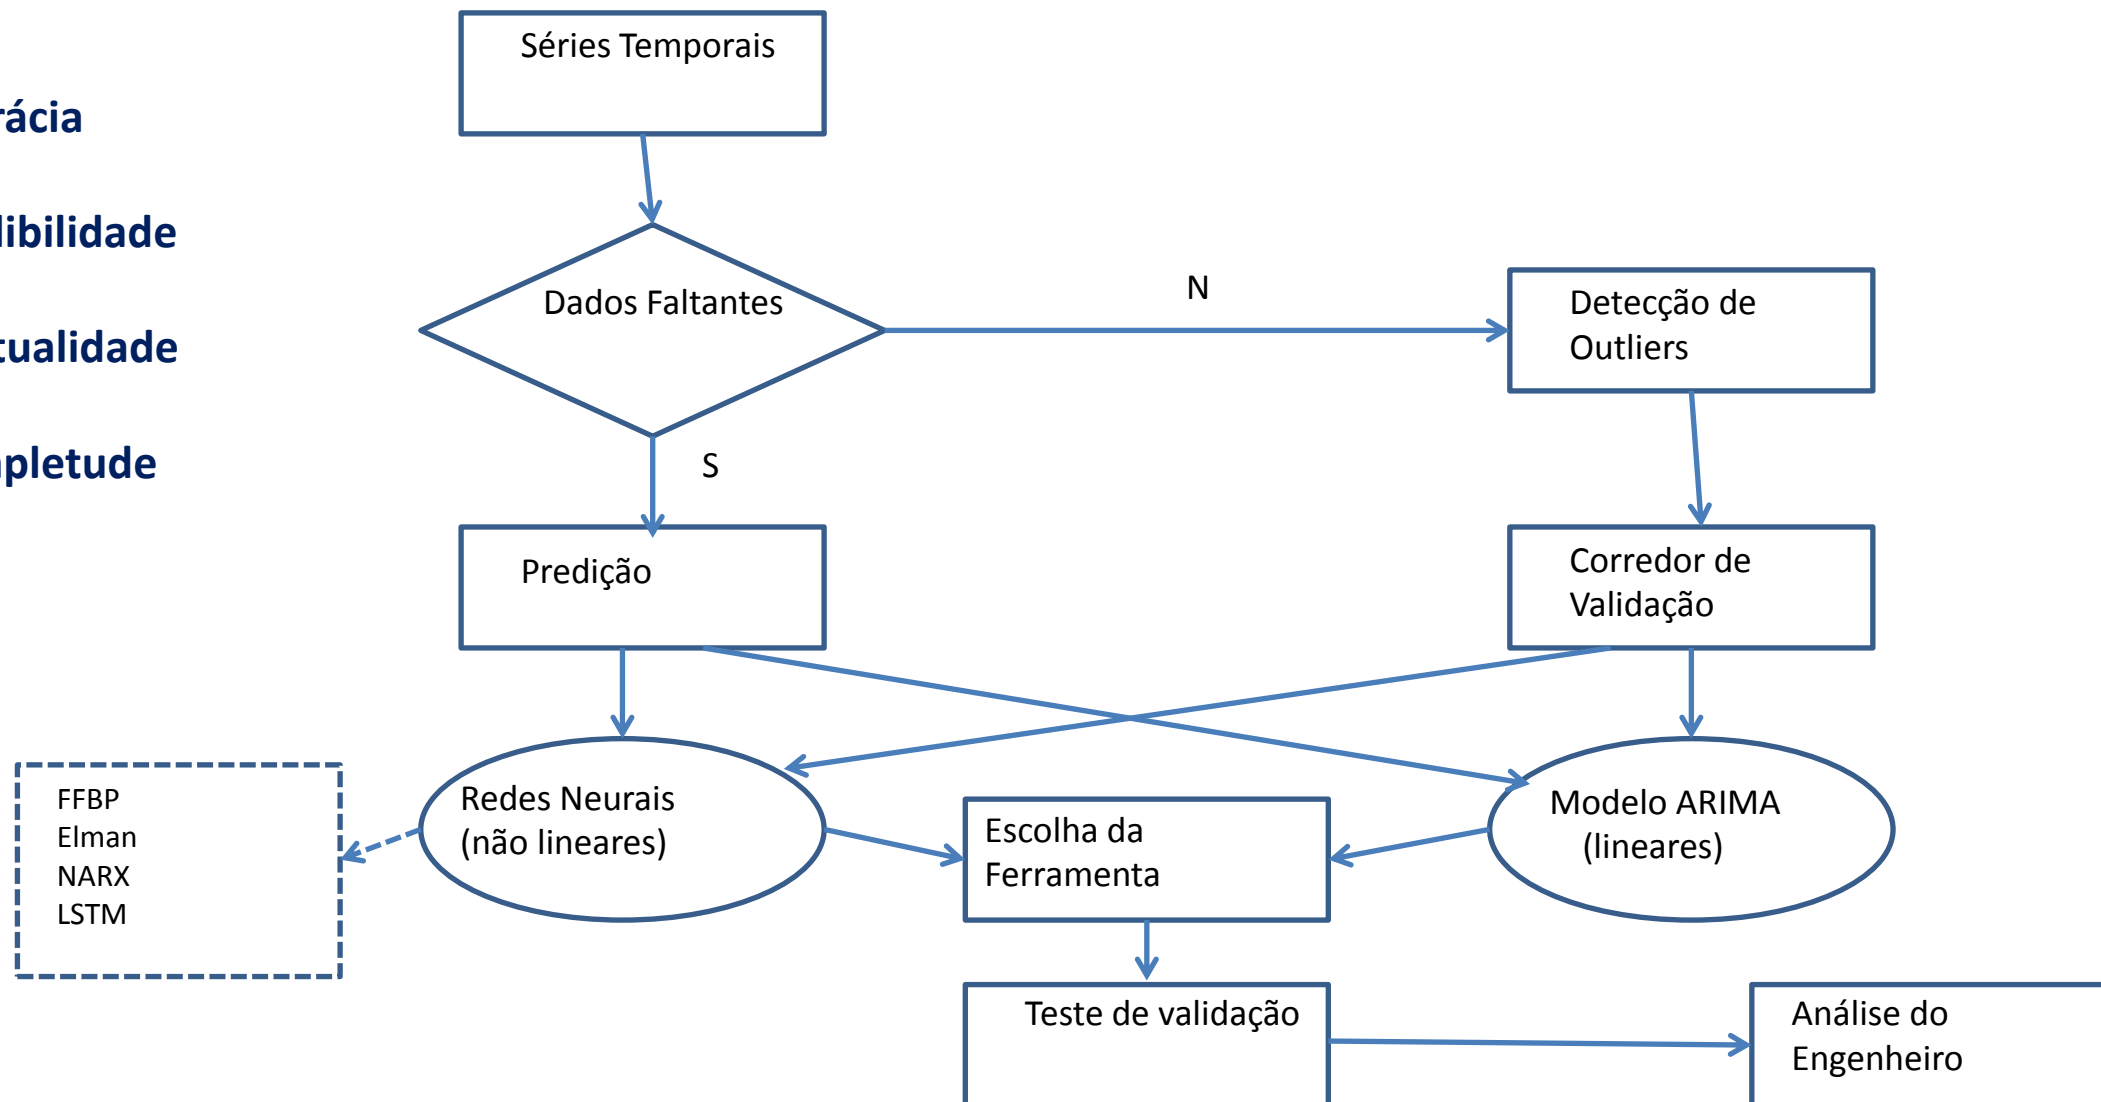 Séries Temporais
rácia
libilidade
Dados Faltantes
N
Detecção de
Outliers
tualidade
S
pletude
Predição
Corredor de
Validação
FFBP
Elman
NARX
LSTM
Redes Neurais
(não lineares)
Escolha da
Ferramenta
Modelo ARIMA
(lineares)
Teste de validação
Análise do
Engenheiro